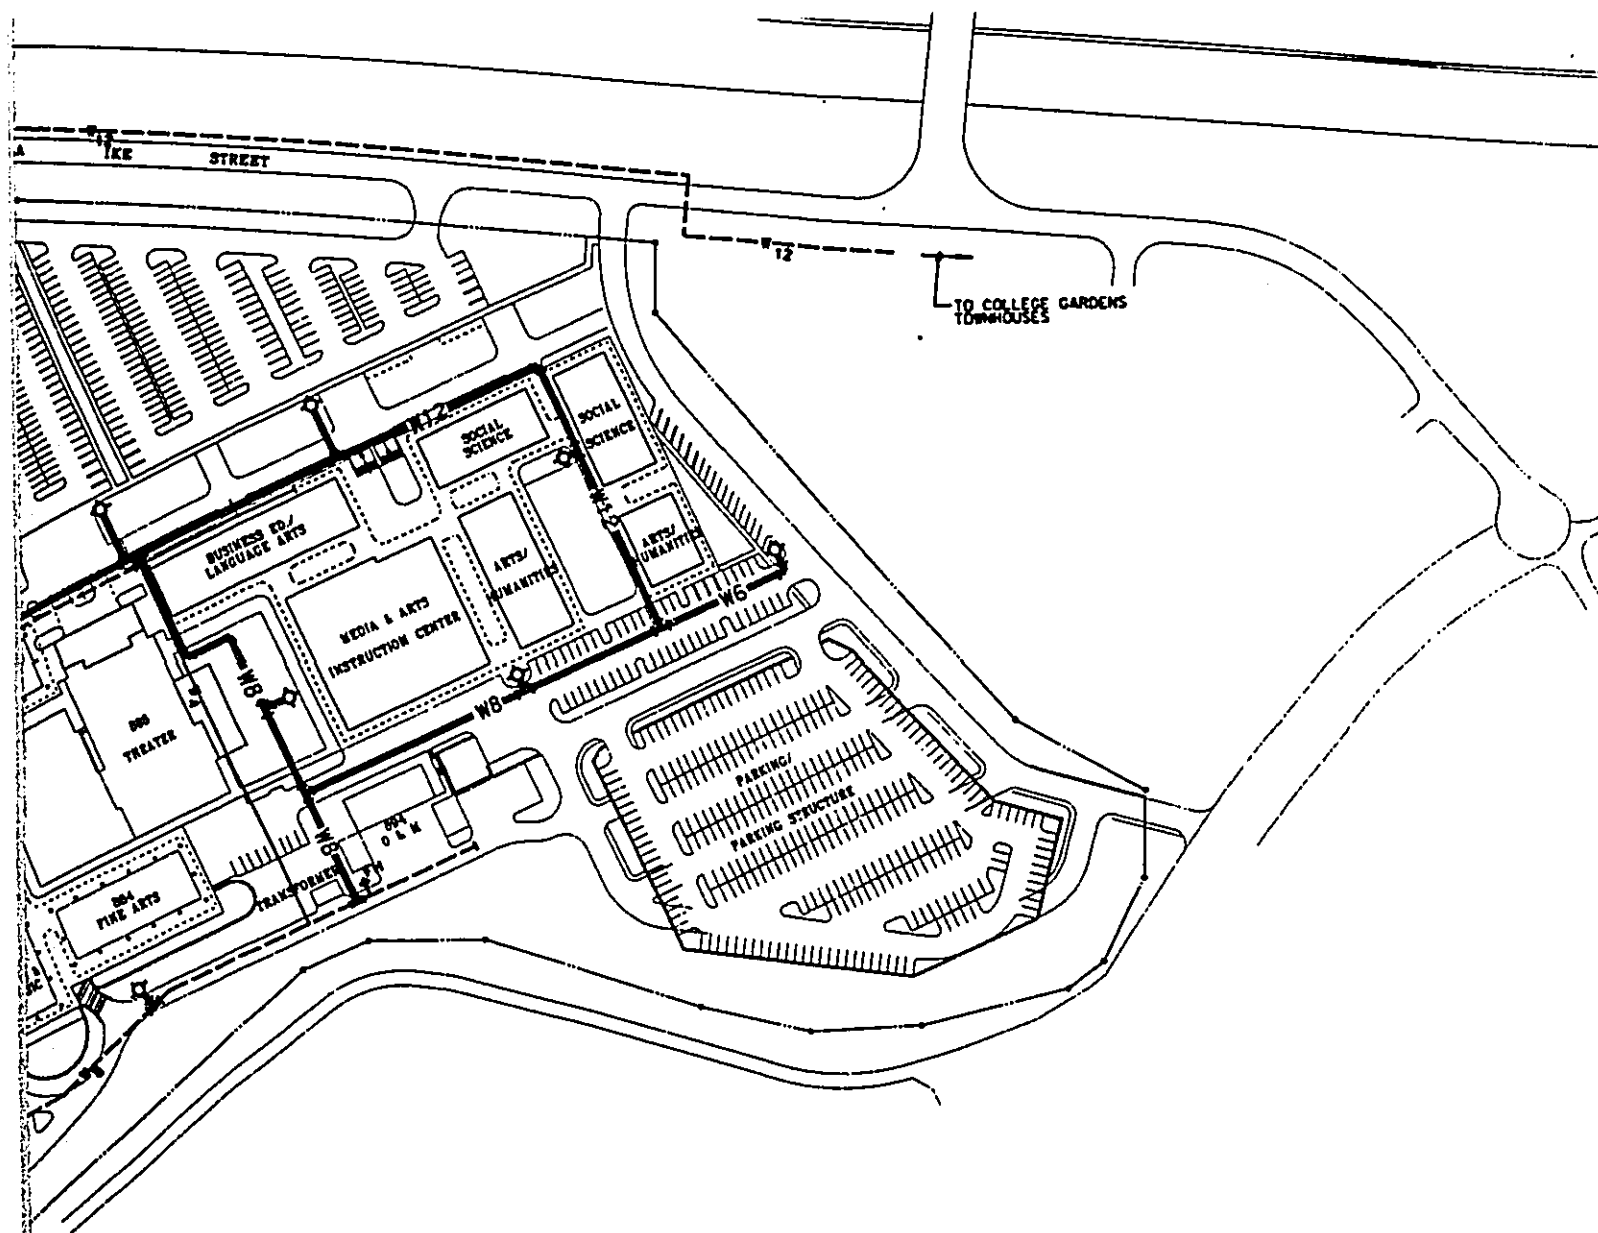 STREET
12
TO COLLEGE GARDENS
TOWNHOUSES
W12
SOCIAL
SCIENCE
SOCIAL
SCIENCE
W12
BUSINESS ED./
LANGUAGE ARTS
ARTS/
HUMANITIES
ARTS/
HUMANITIES
MEDIA & ARTS
INSTRUCTION CENTER
W6
W8
W8
THEATER
PARKING/
PARKING STRUCTURE
W8
O & M
TRANSFORMER
FINE ARTS